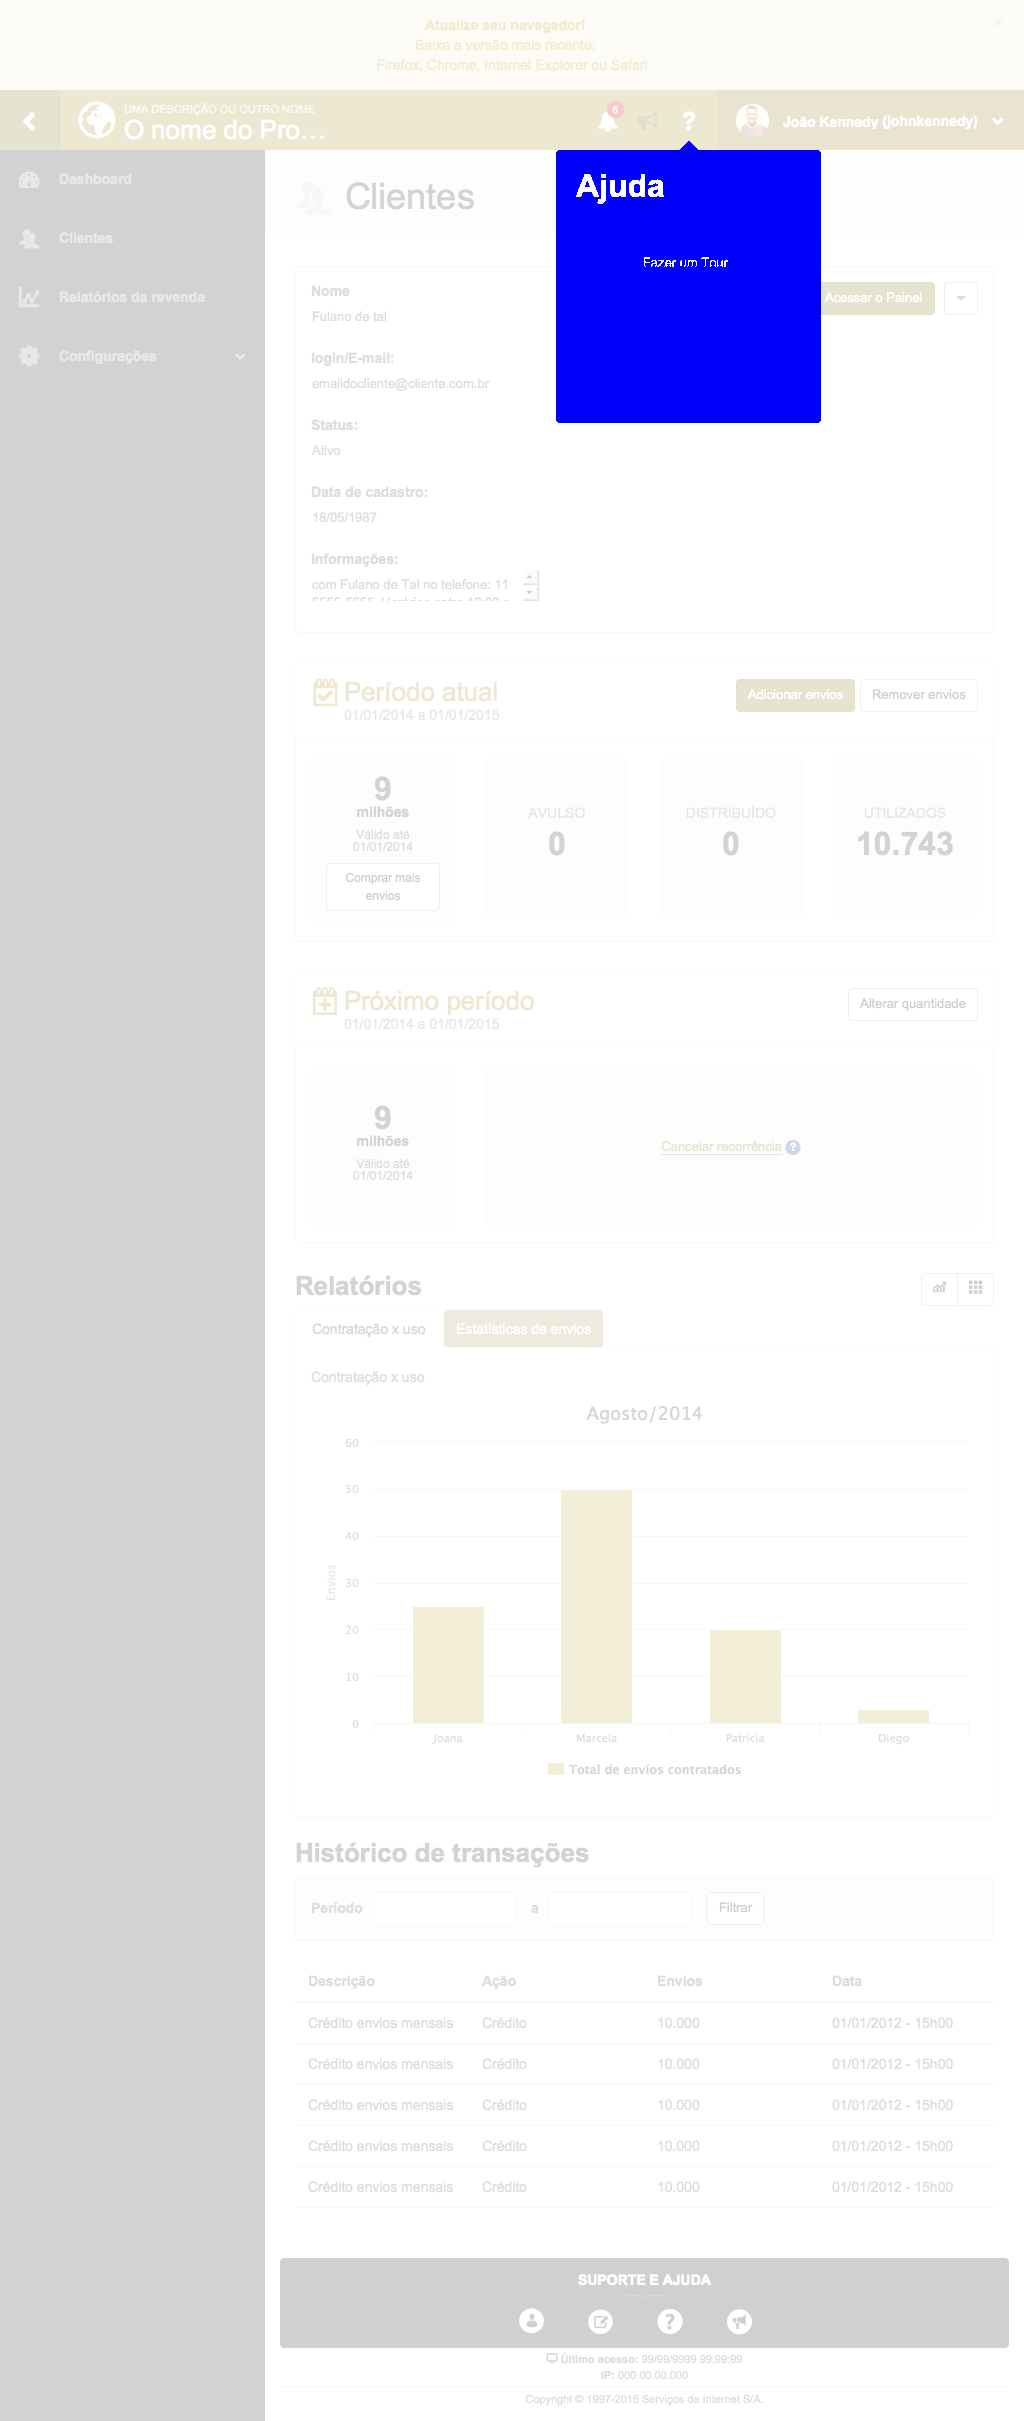 Atualize seu navegador!
Baixe a versão mais recente:
Firefox, Chrome, Internet Explorer ou Safari
UMA DESCRIÇÃO OU OUTRO NOME
O nome do Pro...
5
?
João Kennedy (johnkennedy)
Dashboard
Clientes
Relatórios da revenda
Configurações
Clientes
Ajuda
Fazer um Tour
Nome
Fulano de tal
Acessar o Painel
login/E-mail:
emaildocliente@cliente.com.br
Status:
Ativo
Data de cadastro:
18/05/1987
Informações:
com Fulano de Tal no telefone: 11
Período atual
01/01/2014 a 01/01/2015
Adicionar envios
Remover envios
9
milhões
Válido até
01/01/2014
Comprar mais
envios
AVULSO
0
DISTRIBUÍDO
0
UTILIZADOS
10.743
Próximo período
01/01/2014 a 01/01/2015
Alterar quantidade
9
milhões
Válido até
01/01/2014
Cancelar recorrência ?
Relatórios
Contratação x uso
Estatísticas de envios
Contratação x uso
Agosto/2014
60
50
40
30
20
10
0
Envios
Joana
Marcela
Patricia
Diego
Total de envios contratados
Histórico de transações
Período
a
Filtrar
Descrição Ação Envios Data
Crédito envios mensais Crédito 10.000 01/01/2012 - 15h00
Crédito envios mensais Crédito 10.000 01/01/2012 - 15h00
Crédito envios mensais Crédito 10.000 01/01/2012 - 15h00
Crédito envios mensais Crédito 10.000 01/01/2012 - 15h00
Crédito envios mensais Crédito 10.000 01/01/2012 - 15h00
SUPORTE E AJUDA
?
Último acesso: 99/99/9999 99:99:99
IP: 000.00.00.000
Copyright © 1997-2015 Serviços de Internet S/A.